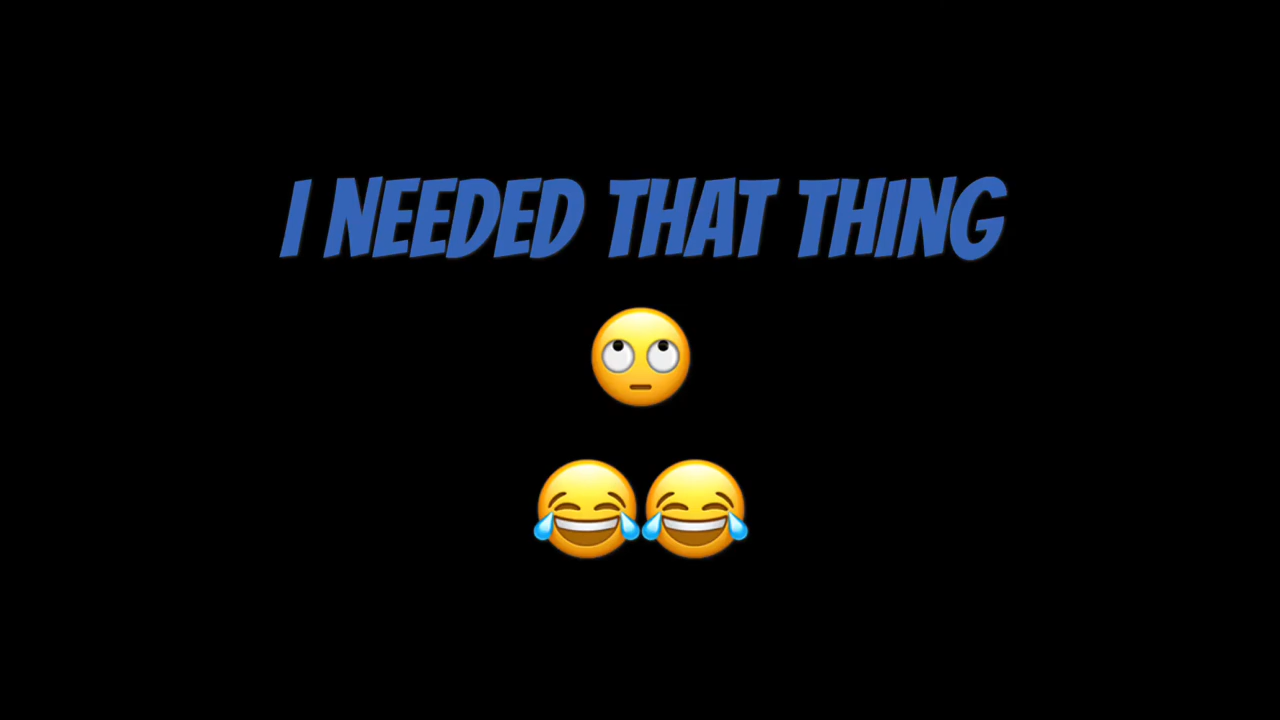 I NEEDED THAT THING
🙄
😂😂